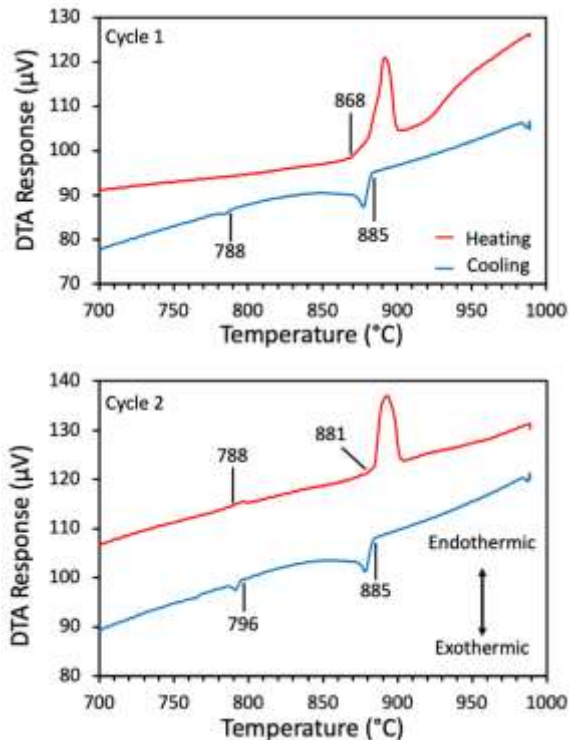 130
Cycle 1
120
868
110
100
90
885
80
788
Heating
Cooling
70
700 750 800 850 900 950 1000
DTA Response (µV)
Temperature (°C)
140
Cycle 2
130
881
788
120
110
Endothermic
100
885
90
796
Exothermic
80
700 750 800 850 900 950 1000
DTA Response (µV)
Temperature (°C)